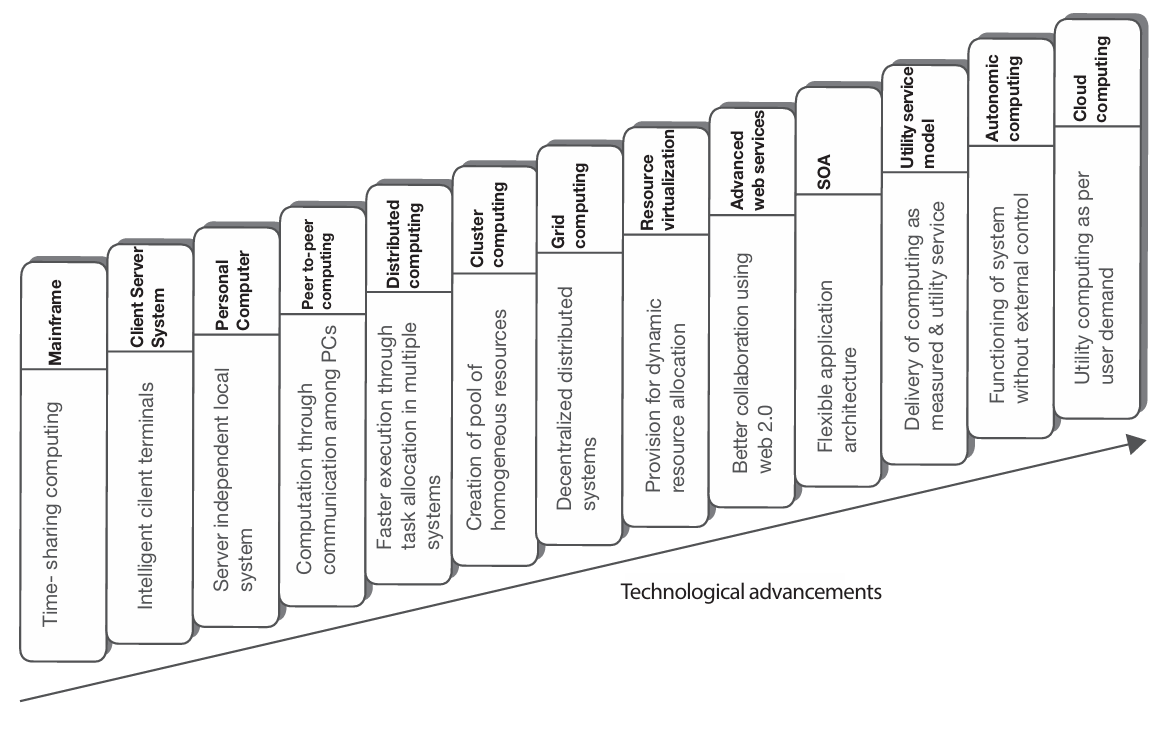 Mainframe
Time- sharing computing
Client Server
System
Intelligent cilent terminals
Personal
Computer
Server independent local
system
Peer to-peer
computing
Computation through
communication among PCs
Distributed
computing
Faster execution through
task allocation in multiple
systems
Cluster
computing
Creation of pool of
homogeneous resources
Grid
computing
Decentralized distributed
systems
Resource
virtualization
Provision for dynamic
resource allocation
Advanced
web services
Better collaboration using
web 2.0
SOA
Flexible application
architecture
Utility service
model
Delivery of computing as
measured & utility service
Autonomic
computing
Functioning of system
without external control
Cloud
computing
Utility computing as per
user demand
Technological advancements